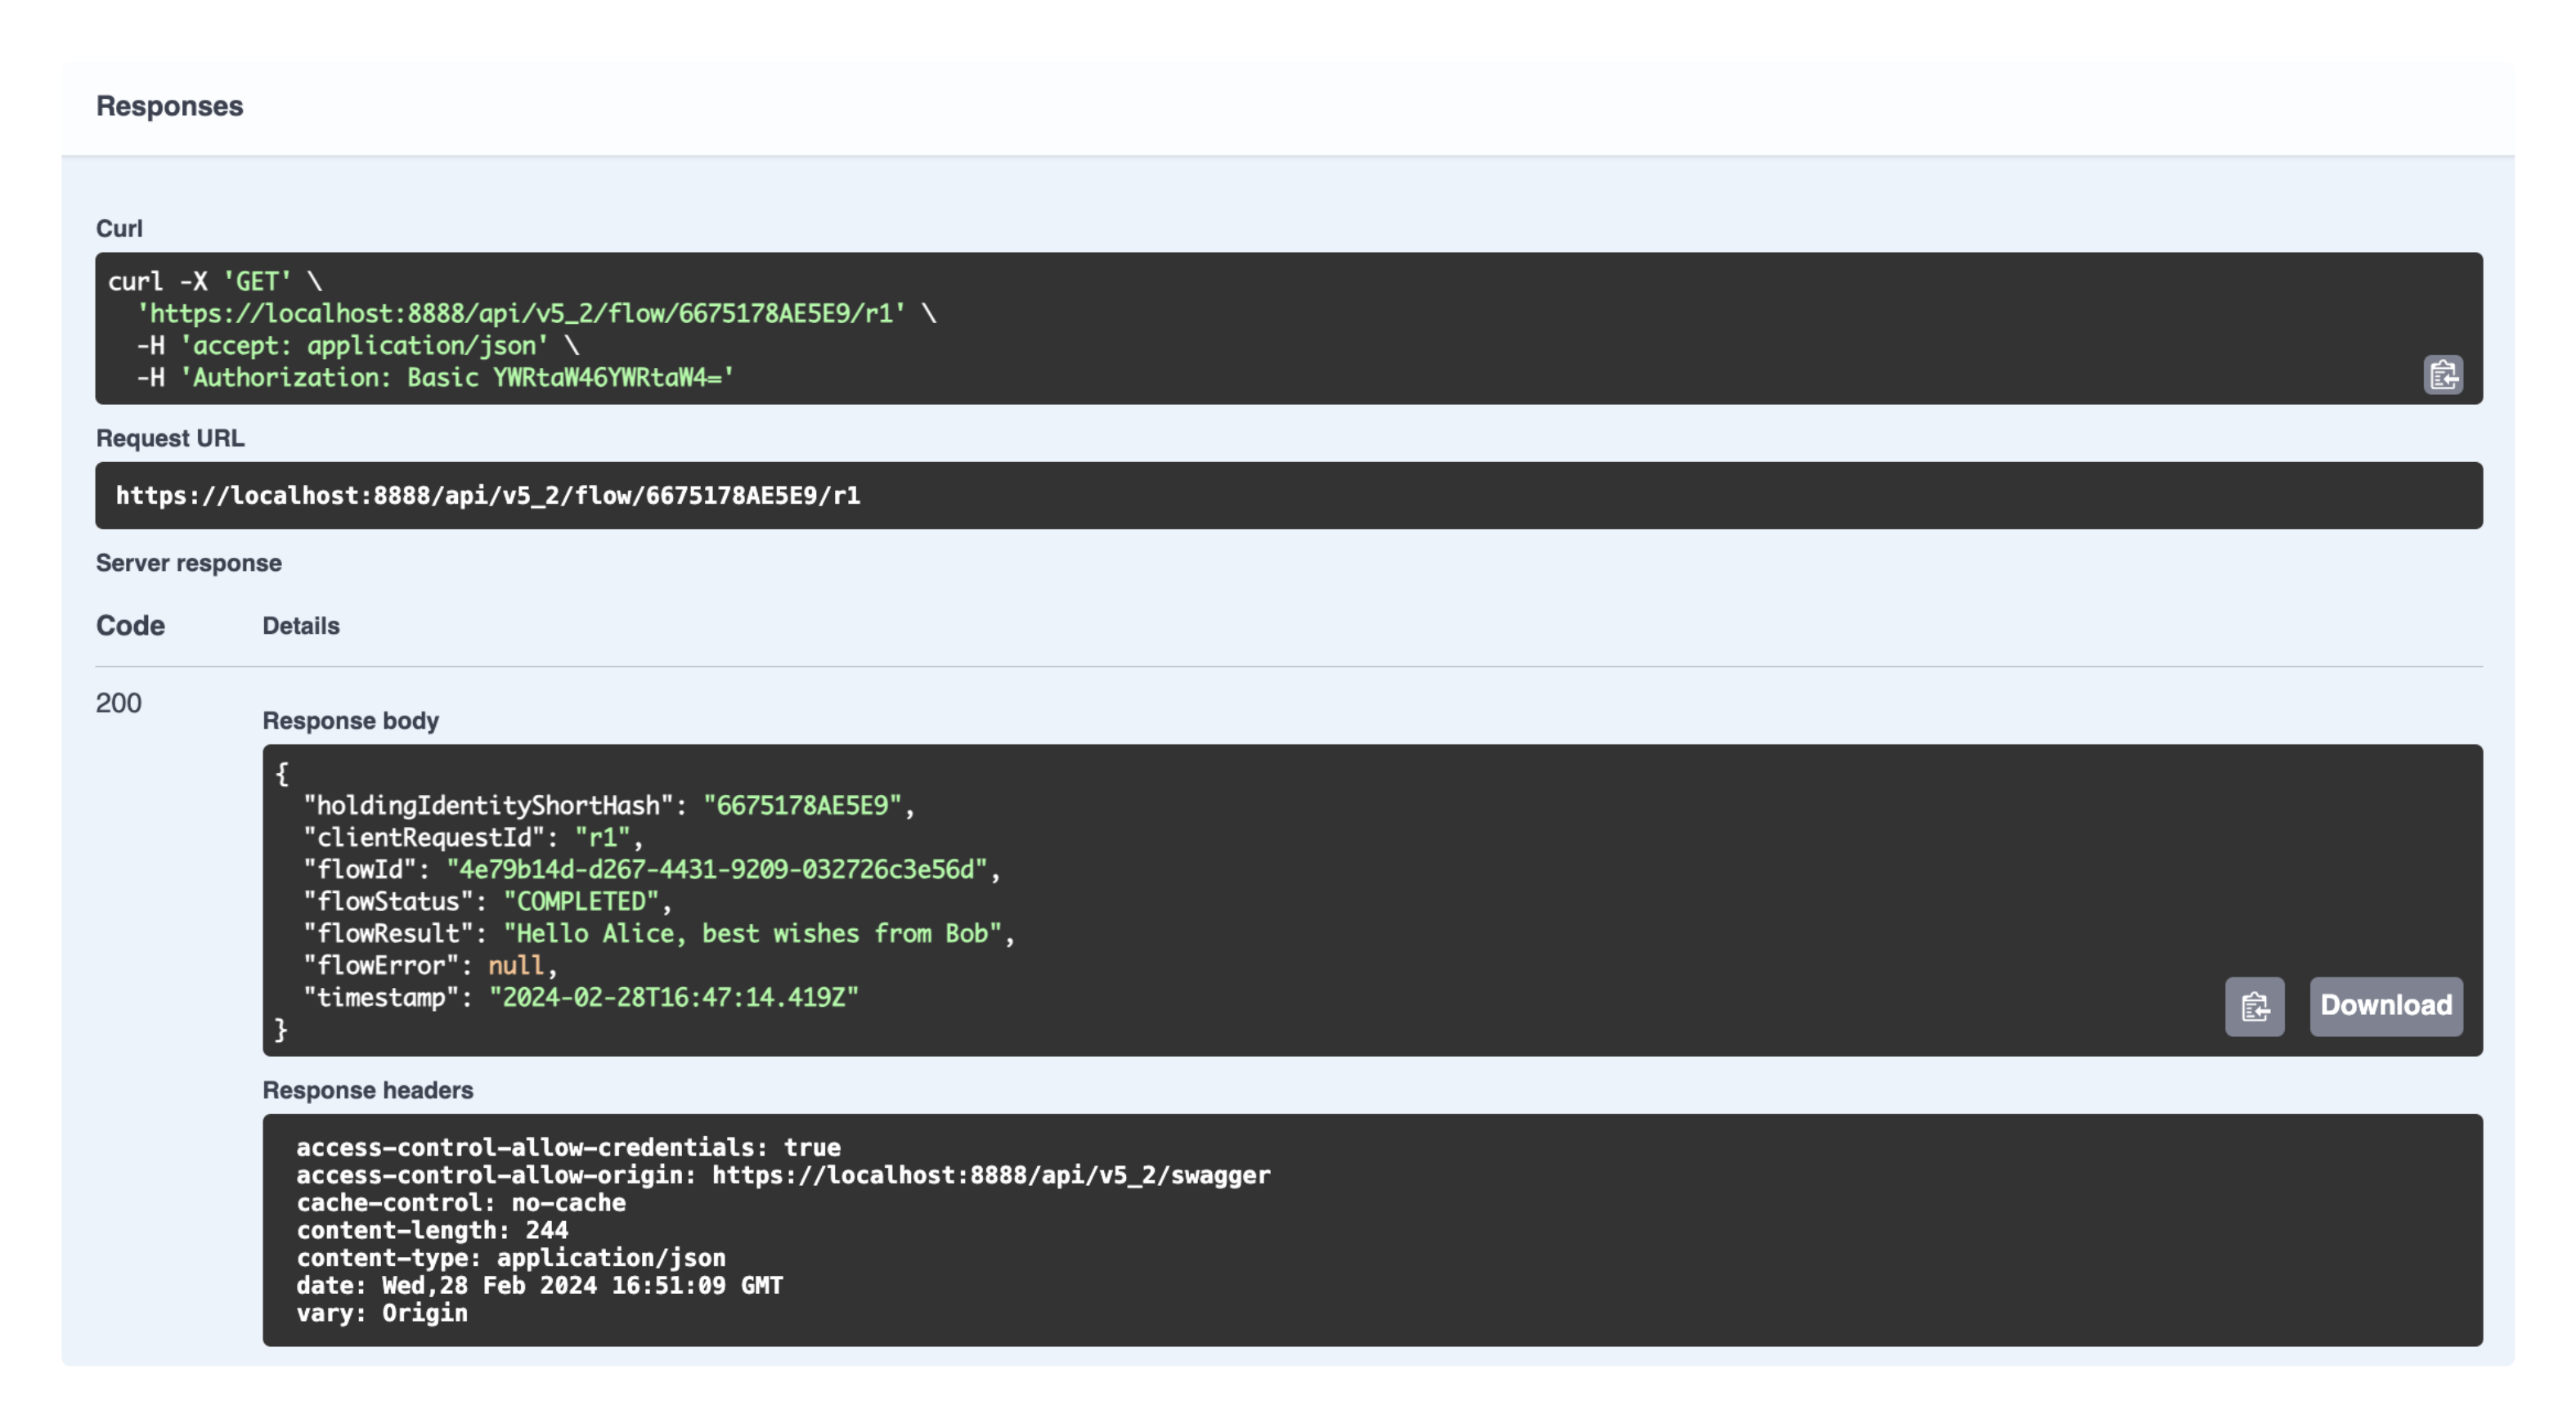 Responses
Curl
curl -X 'GET' \
  'https://localhost:8888/api/v5_2/flow/6675178AE5E9/r1' \
  -H 'accept: application/json' \
  -H 'Authorization: Basic YWRtaW46YWRtaW4='
Request URL
https://localhost:8888/api/v5_2/flow/6675178AE5E9/r1
Server response
Code Details
200
Response body
{
  "holdingIdentityShortHash": "6675178AE5E9",
  "clientRequestId": "r1",
  "flowId": "4e79b14d-d267-4431-9209-032726c3e56d",
  "flowStatus": "COMPLETED",
  "flowResult": "Hello Alice, best wishes from Bob",
  "flowError": null,
  "timestamp": "2024-02-28T16:47:14.419Z"
}
Download
Response headers
access-control-allow-credentials: true
access-control-allow-origin: https://localhost:8888/api/v5_2/swagger
cache-control: no-cache
content-length: 244
content-type: application/json
date: Wed,28 Feb 2024 16:51:09 GMT
vary: Origin